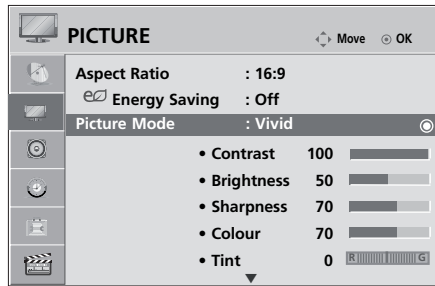 PICTURE Move OK
Aspect Ratio : 16:9
Energy Saving : Off
Picture Mode : Vivid
• Contrast 100
• Brightness 50
• Sharpness 70
• Colour 70
• Tint 0 R G